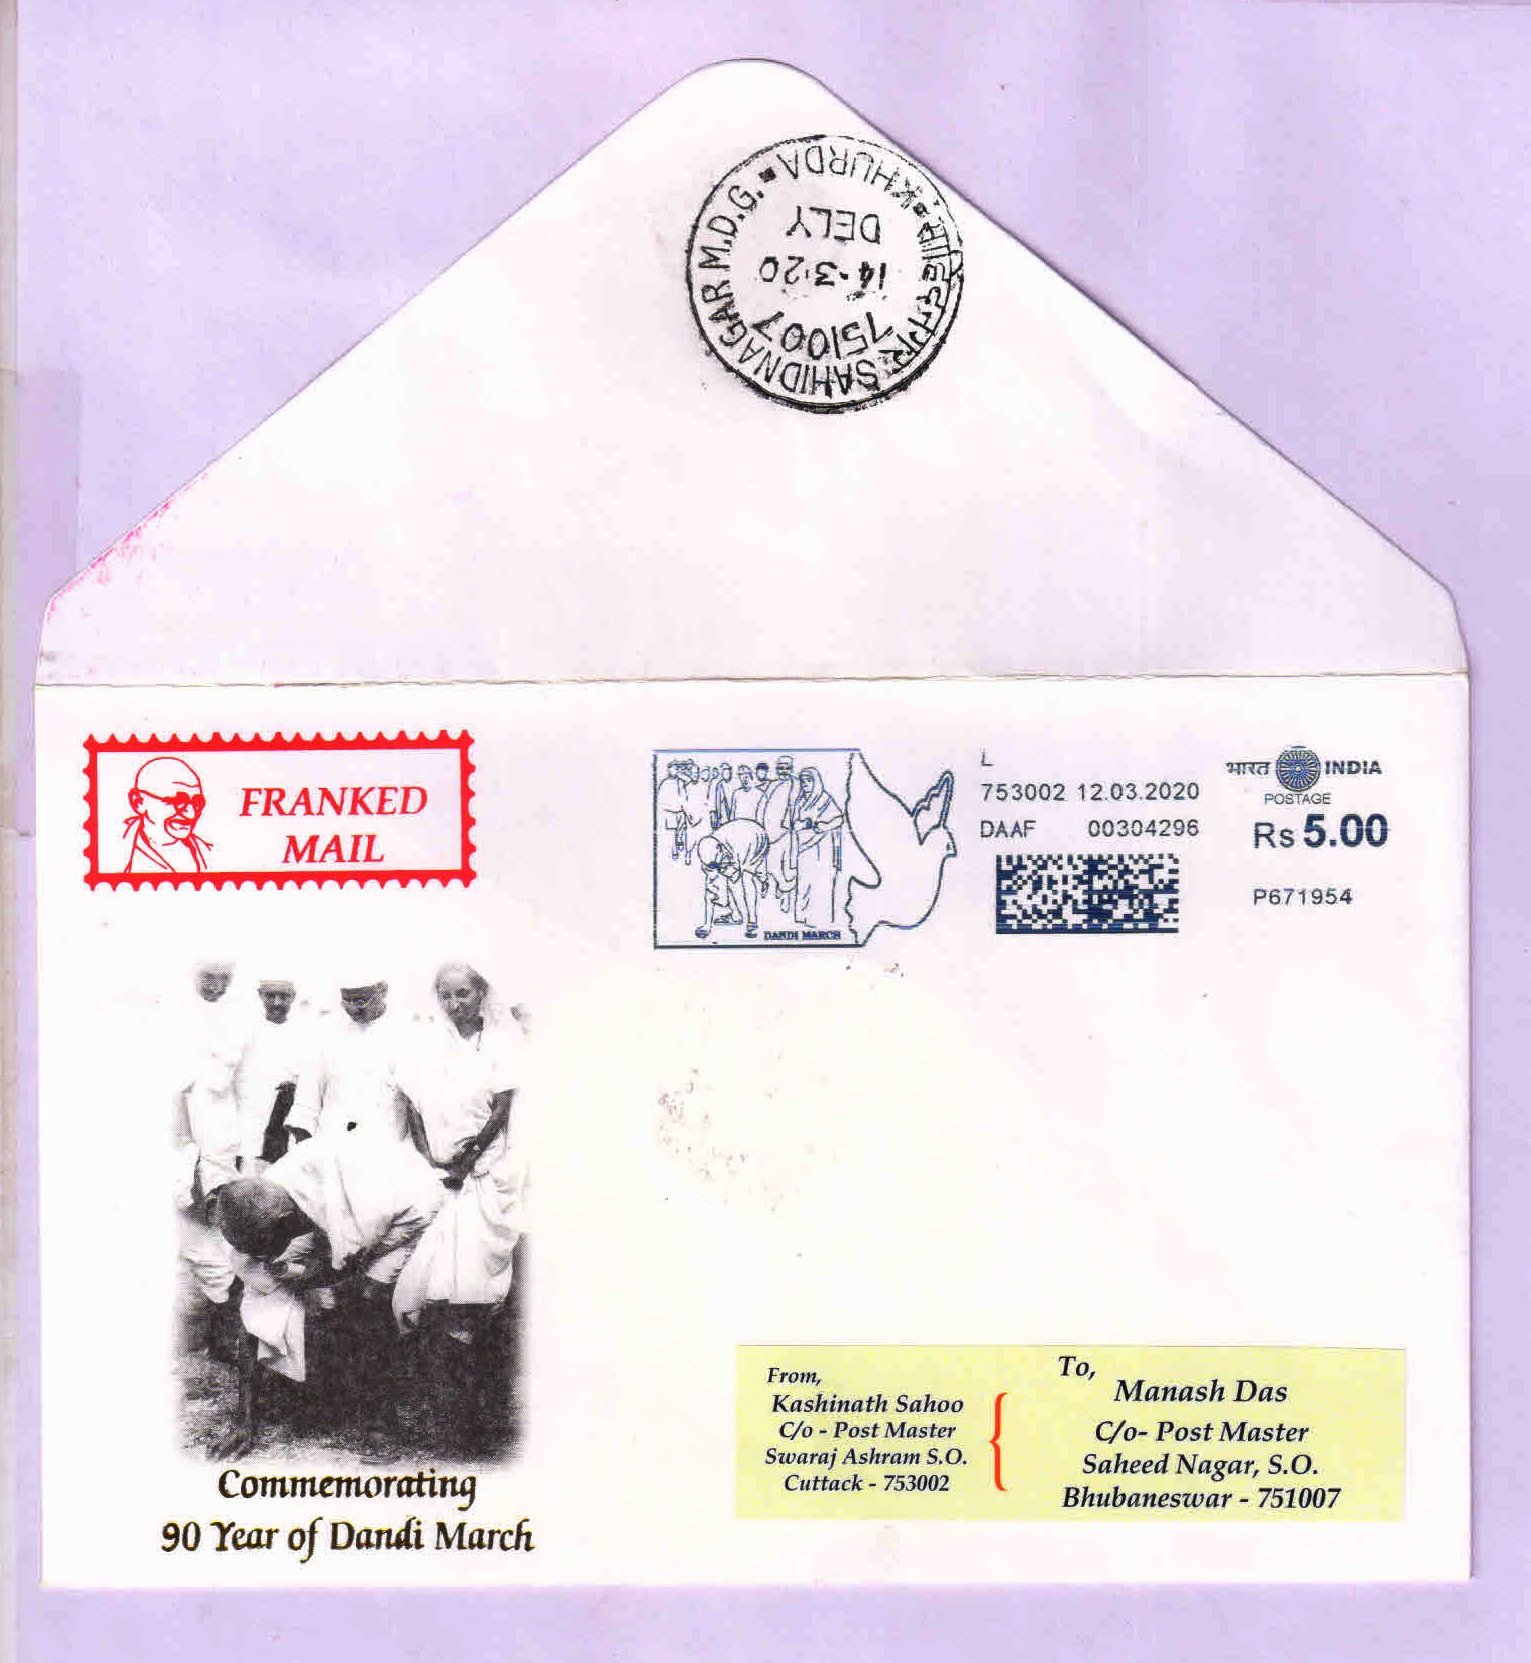 SAHIDNAGAR M.D.G. • KHURDA •
751007
14·3·20
DELY
FRANKED
MAIL
DANDI MARCH
L
753002 12.03.2020
DAAF 00304296
भारत INDIA
POSTAGE
Rs 5.00
P671954
Commemorating
90 Year of Dandi March
From,
Kashinath Sahoo
C/o - Post Master
Swaraj Ashram S.O.
Cuttack - 753002
To,
Manash Das
C/o- Post Master
Saheed Nagar, S.O.
Bhubaneswar - 751007